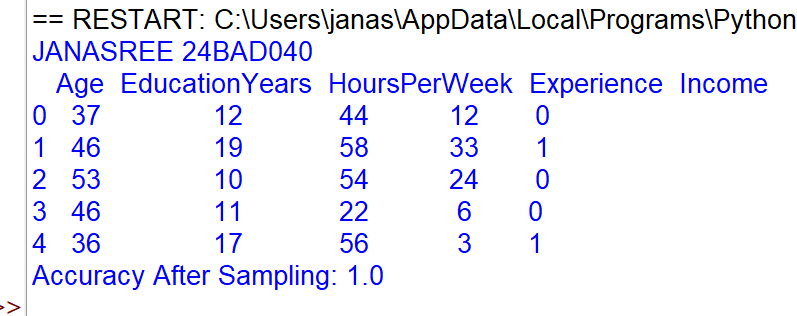 == RESTART: C:\Users\janas\AppData\Local\Programs\Python
JANASREE 24BAD040
Age EducationYears HoursPerWeek Experience Income
0 37 12 44 12 0
1 46 19 58 33 1
2 53 10 54 24 0
3 46 11 22 6 0
4 36 17 56 3 1
Accuracy After Sampling: 1.0
>>